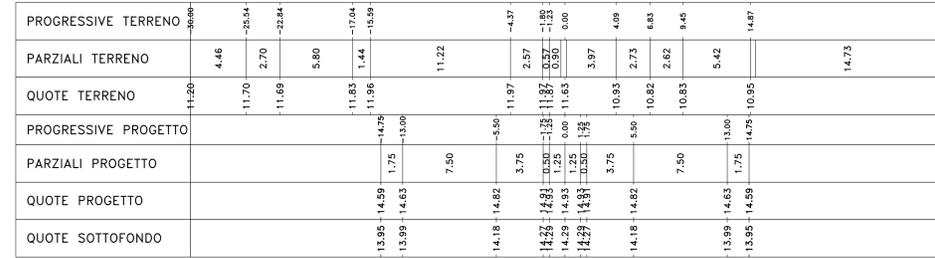 PROGRESSIVE TERRENO -30.00 -25.54 -22.84 -17.04 -15.59 -4.37 -1.80 -1.23 0.00 4.09 6.83 9.45 14.87
PARZIALI TERRENO 4.46 2.70 5.80 1.44 11.22 2.57 0.57 0.90 3.97 2.73 2.62 5.42 14.73
QUOTE TERRENO 11.20 11.70 11.69 11.83 11.96 11.97 11.63 10.93 10.82 10.83 10.95
PROGRESSIVE PROGETTO -14.75 -13.00 -5.50 -1.75 -1.25 0.00 1.25 1.75 5.50 13.00 14.75
PARZIALI PROGETTO 1.75 7.50 3.75 0.50 1.25 1.25 0.50 3.75 7.50 1.75
QUOTE PROGETTO 14.59 14.63 14.82 14.91 14.93 14.93 14.93 14.91 14.82 14.63 14.59
QUOTE SOTTOFONDO 13.95 13.99 14.18 14.27 14.29 14.29 14.29 14.27 14.18 13.99 13.95